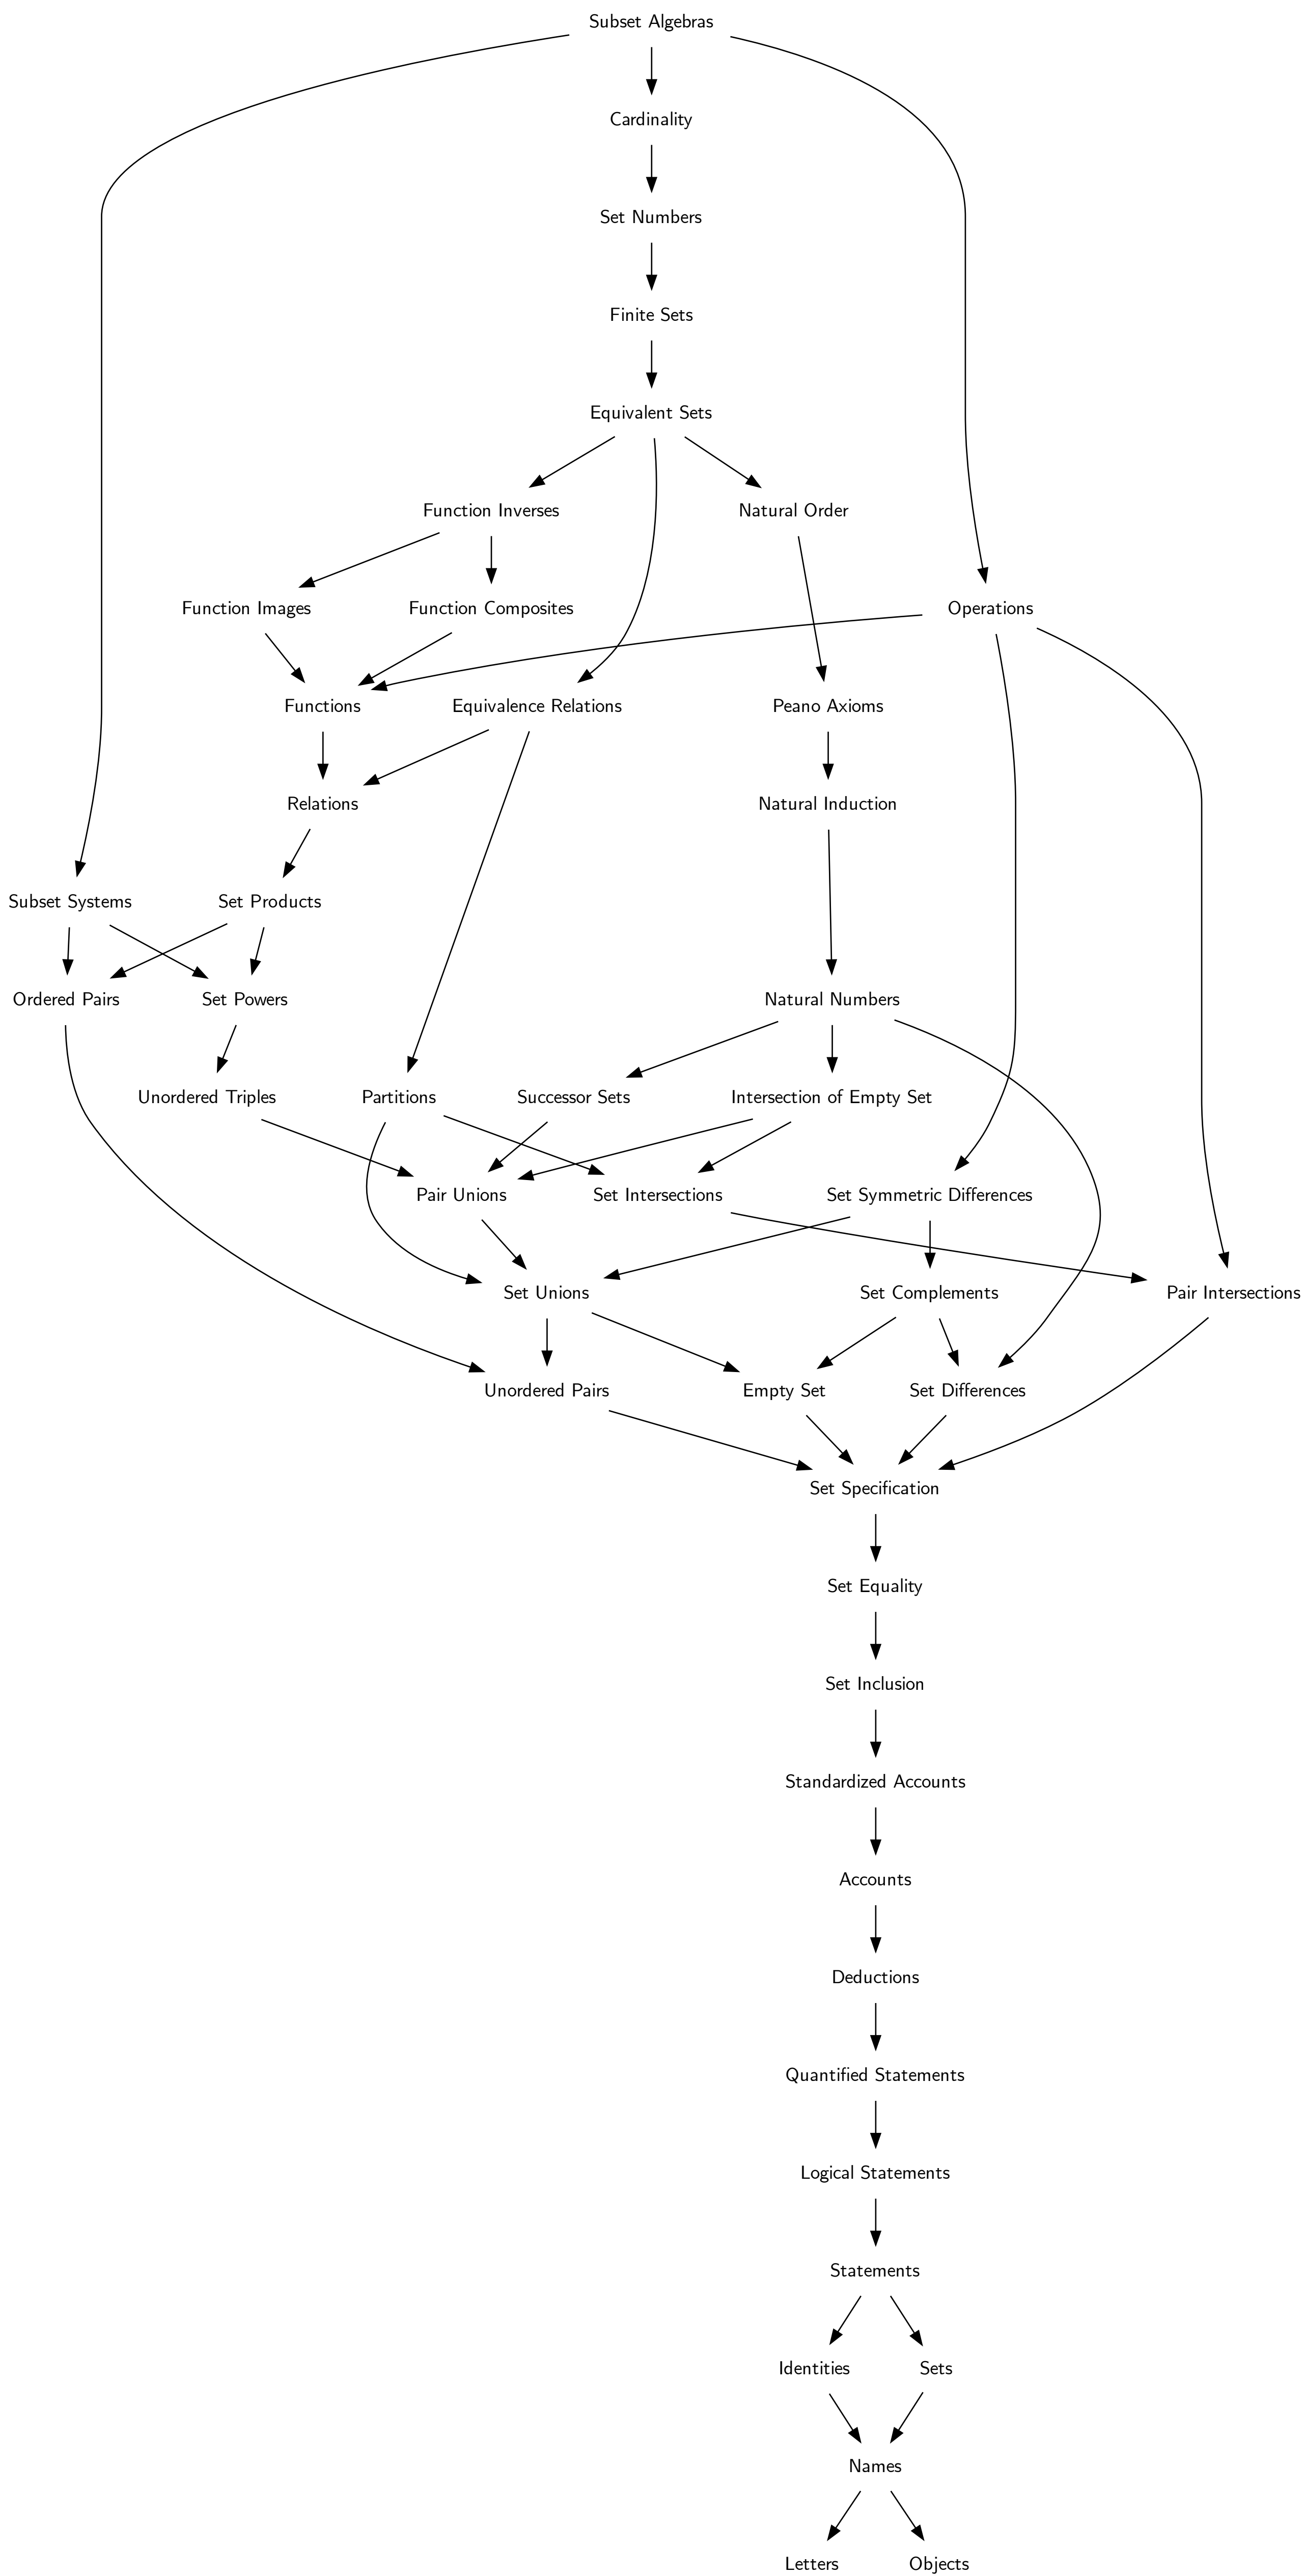 Subset Algebras
Cardinality
Set Numbers
Finite Sets
Equivalent Sets
Function Inverses
Natural Order
Function Images
Function Composites
Operations
Functions
Equivalence Relations
Peano Axioms
Relations
Natural Induction
Subset Systems
Set Products
Ordered Pairs
Set Powers
Natural Numbers
Unordered Triples
Partitions
Successor Sets
Intersection of Empty Set
Pair Unions
Set Intersections
Set Symmetric Differences
Set Unions
Set Complements
Pair Intersections
Unordered Pairs
Empty Set
Set Differences
Set Specification
Set Equality
Set Inclusion
Standardized Accounts
Accounts
Deductions
Quantified Statements
Logical Statements
Statements
Identities
Sets
Names
Letters
Objects